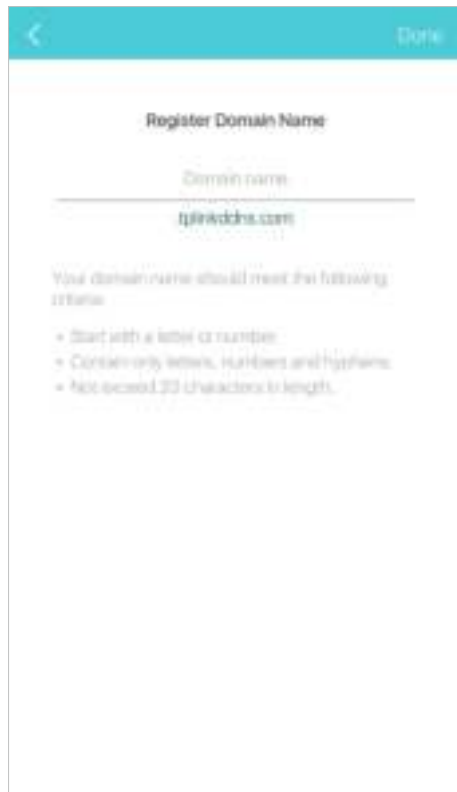 Done
Register Domain Name
Domain name
tplinkddns.com
Your domain name should meet the following
criteria:
• Start with a letter or number.
• Contain only letters, numbers and hyphens.
• Not exceed 20 characters in length.